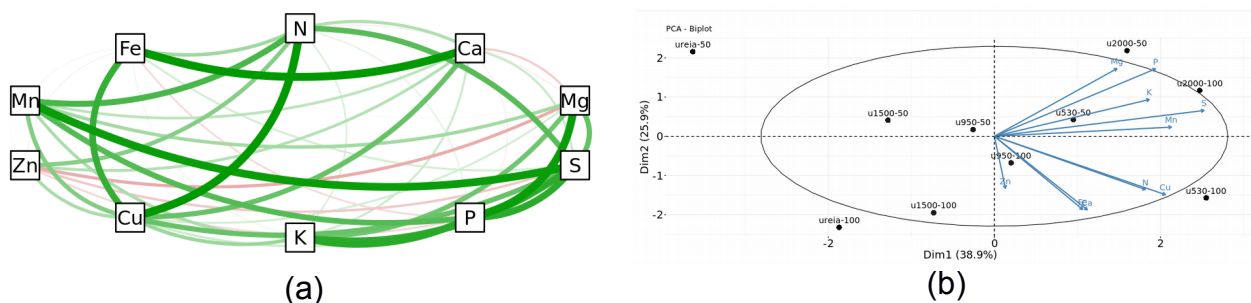 N
Fe
Ca
Mn
Mg
Zn
S
Cu
P
K
(a)
PCA - Biplot
ureia-50
u2000-50
Mg
P
u2000-100
K
S
u1500-50
u950-50
u530-50
Mn
u950-100
Zn
N
Cu
u530-100
u1500-100
ureia-100
2
1
0
-1
-2
Dim2 (25.9%)
-2
0
2
Dim1 (38.9%)
(b)